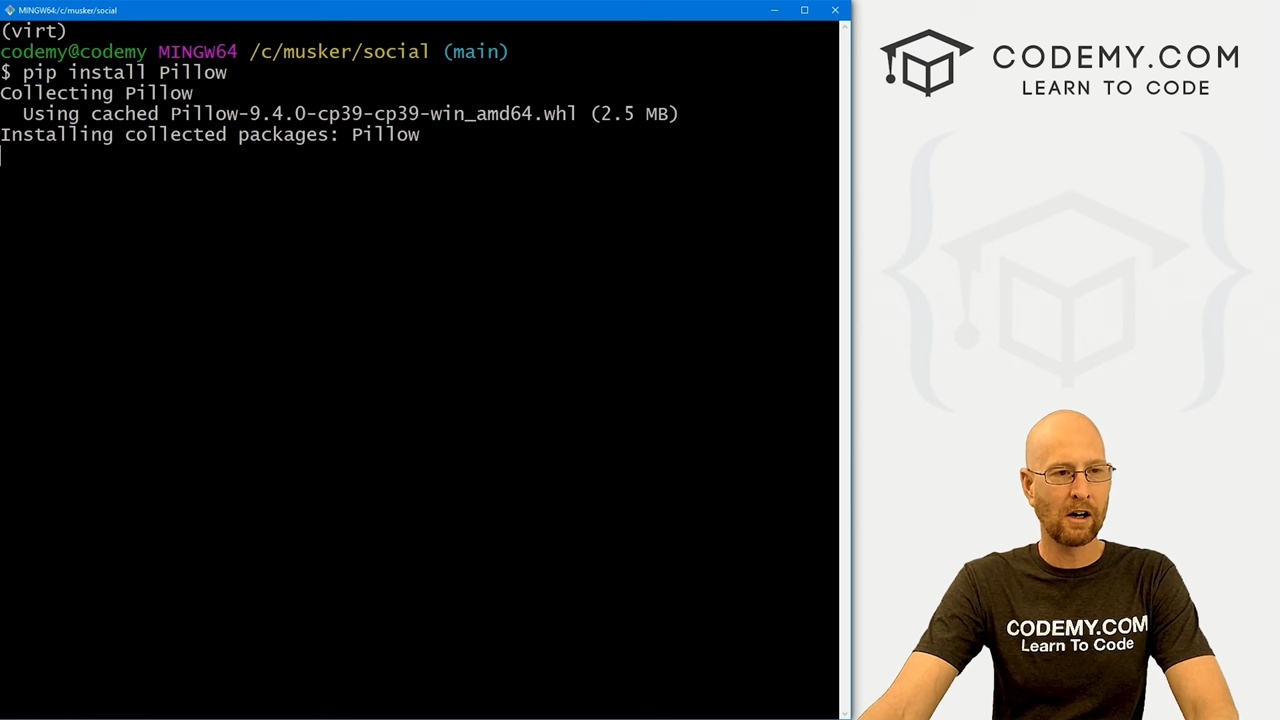 MINGW64:/c/musker/social
(virt)
codemy@codemy MINGW64 /c/musker/social (main)
$ pip install Pillow
Collecting Pillow
  Using cached Pillow-9.4.0-cp39-cp39-win_amd64.whl (2.5 MB)
Installing collected packages: Pillow
CODEMY.COM
LEARN TO CODE
CODEMY.COM
Learn To Code